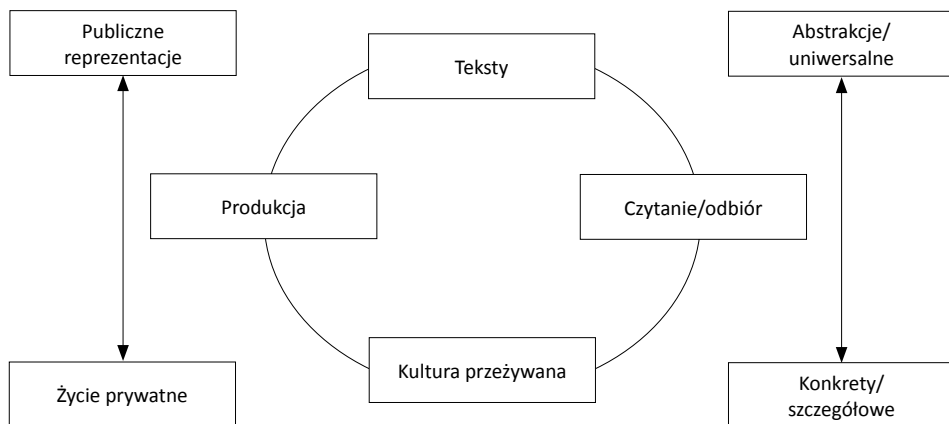 Publiczne
reprezentacje
Teksty
Abstrakcje/
uniwersalne
Produkcja
Czytanie/odbiór
Kultura przeżywana
Życie prywatne
Konkrety/
szczegółowe